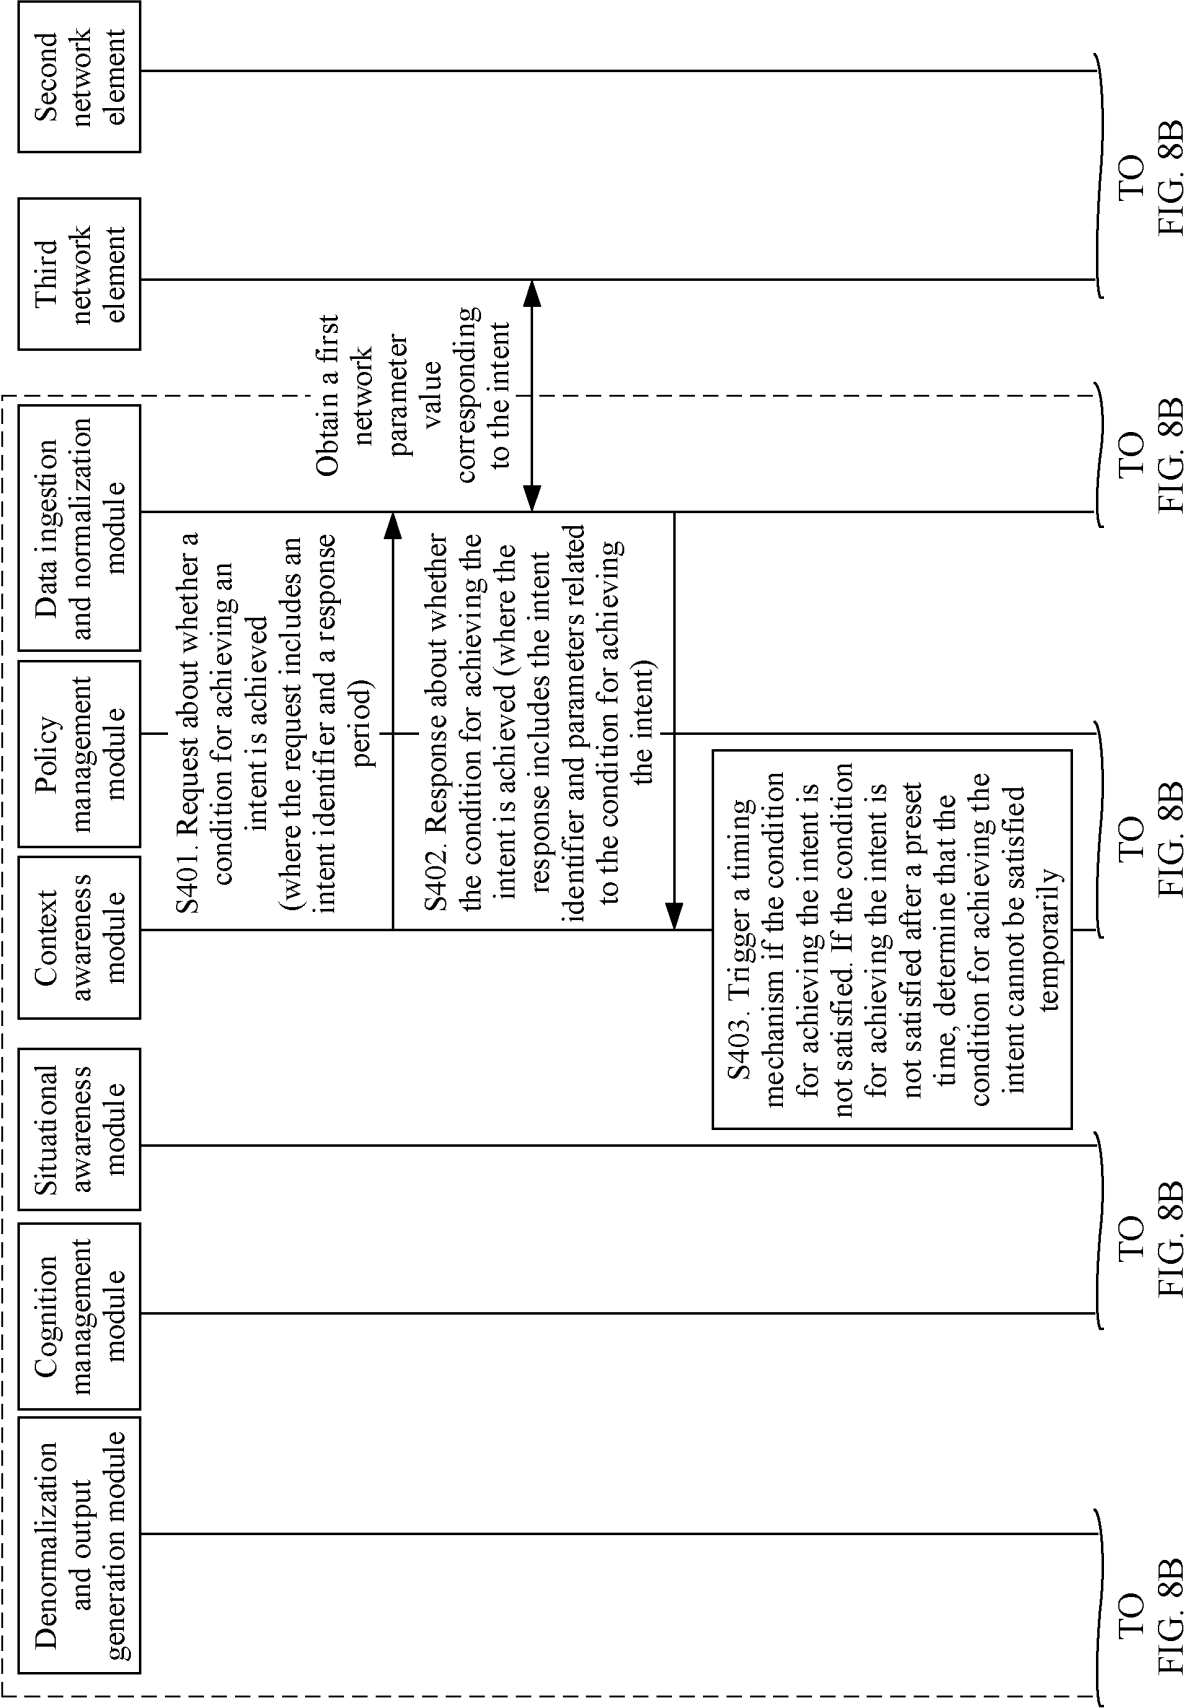 Denormalization
and output
generation module
Cognition
management
module
Situational
awareness
module
Context
awareness
module
Policy
management
module
Data ingestion
and normalization
module
Third
network
element
Second
network
element
S401. Request about whether a
condition for achieving an
intent is achieved
(where the request includes an
intent identifier and a response
period)
Obtain a first
network
parameter
value
corresponding
to the intent
S402. Response about whether
the condition for achieving the
intent is achieved (where the
response includes the intent
identifier and parameters related
to the condition for achieving
the intent)
S403. Trigger a timing
mechanism if the condition
for achieving the intent is
not satisfied. If the condition
for achieving the intent is
not satisfied after a preset
time, determine that the
condition for achieving the
intent cannot be satisfied
temporarily
TO
FIG. 8B
TO
FIG. 8B
TO
FIG. 8B
TO
FIG. 8B
TO
FIG. 8B